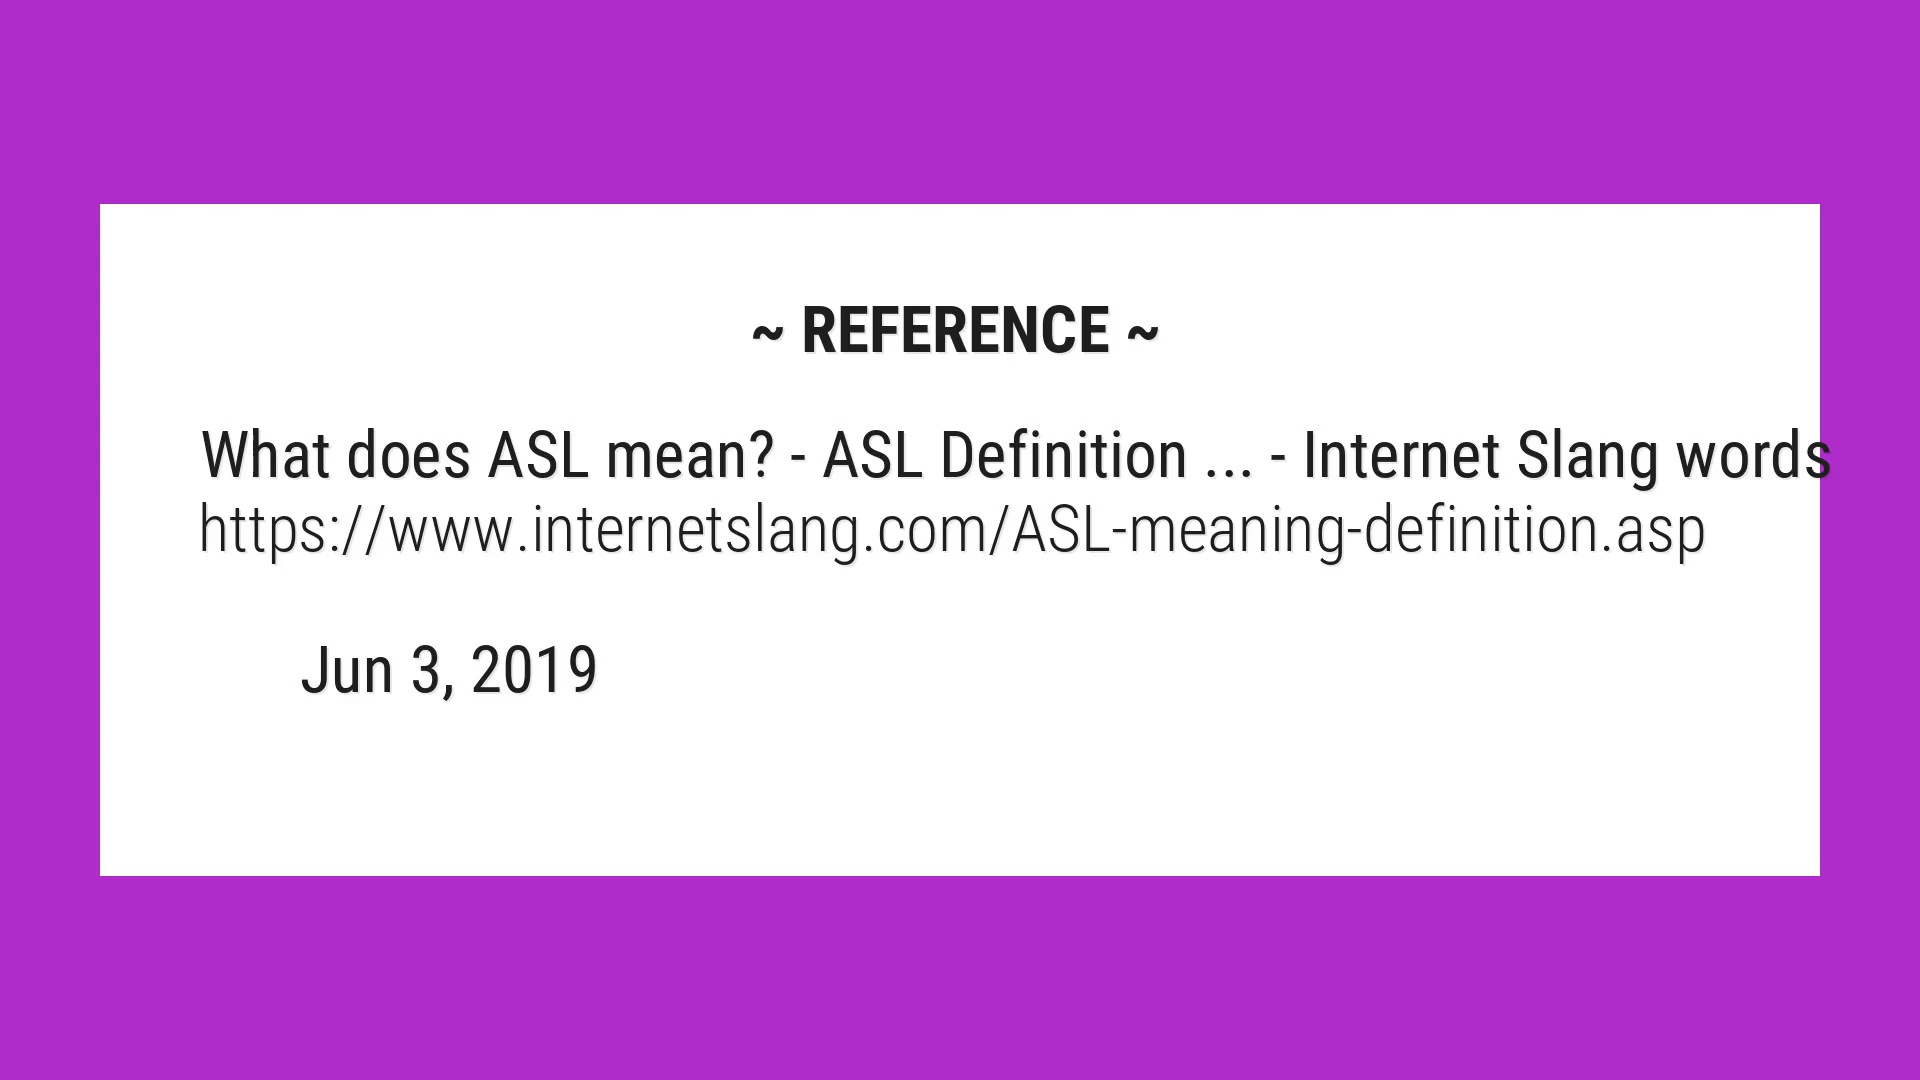 ~ REFERENCE ~
What does ASL mean? - ASL Definition ... - Internet Slang words
https://www.internetslang.com/ASL-meaning-definition.asp
Jun 3, 2019